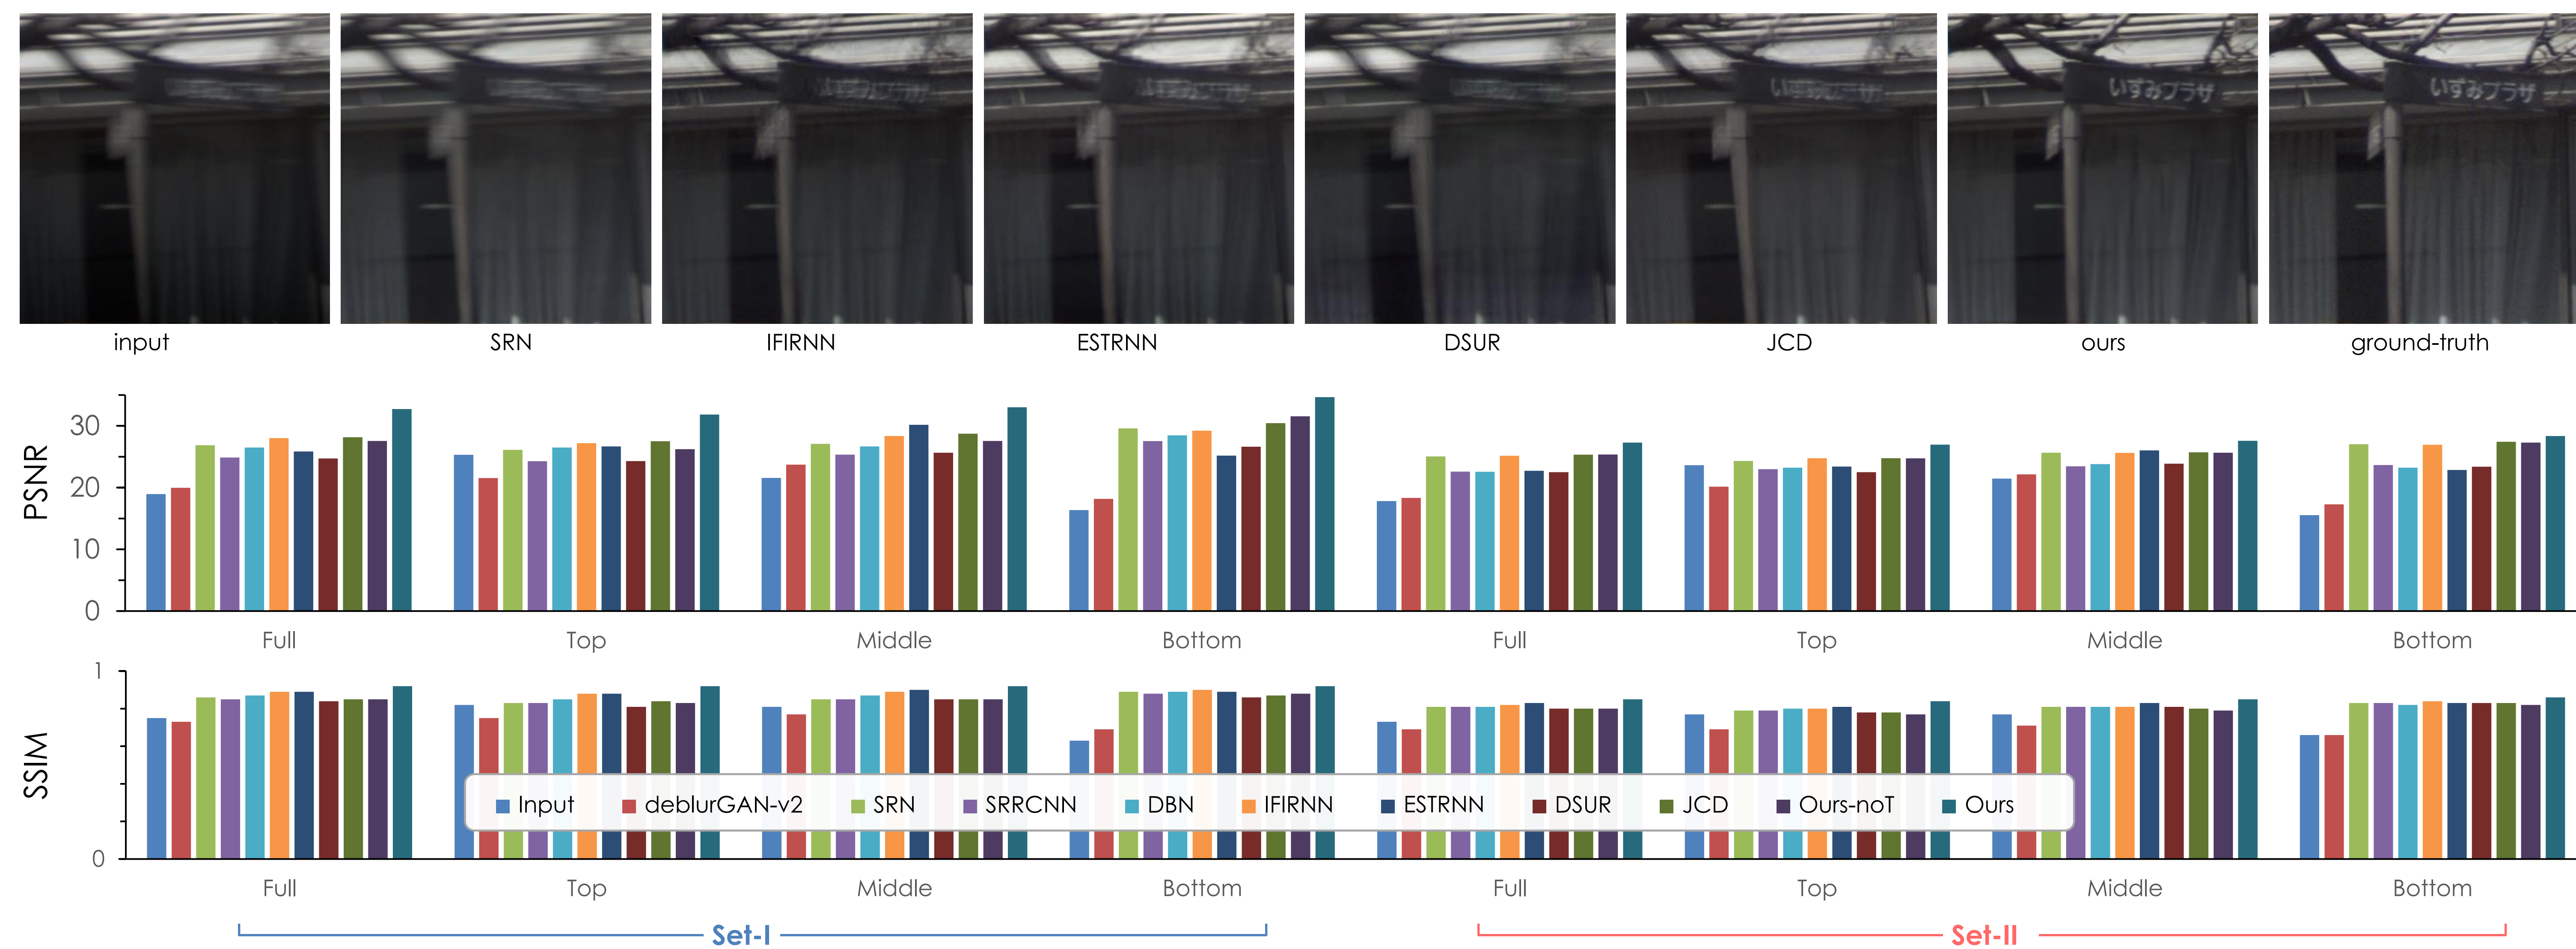 いずみプラザ いずみプラザ
input SRN IFIRNN ESTRNN DSUR JCD ours ground-truth
PSNR
30
20
10
0
Full Top Middle Bottom Full Top Middle Bottom
SSIM
1
0
Input deblurGAN-v2 SRN SRRCNN DBN IFIRNN ESTRNN DSUR JCD Ours-noT Ours
Full Top Middle Bottom Full Top Middle Bottom
Set-I Set-II